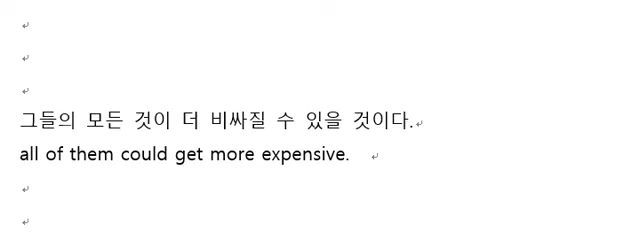 그들의 모든 것이 더 비싸질 수 있을 것이다.
all of them could get more expensive.